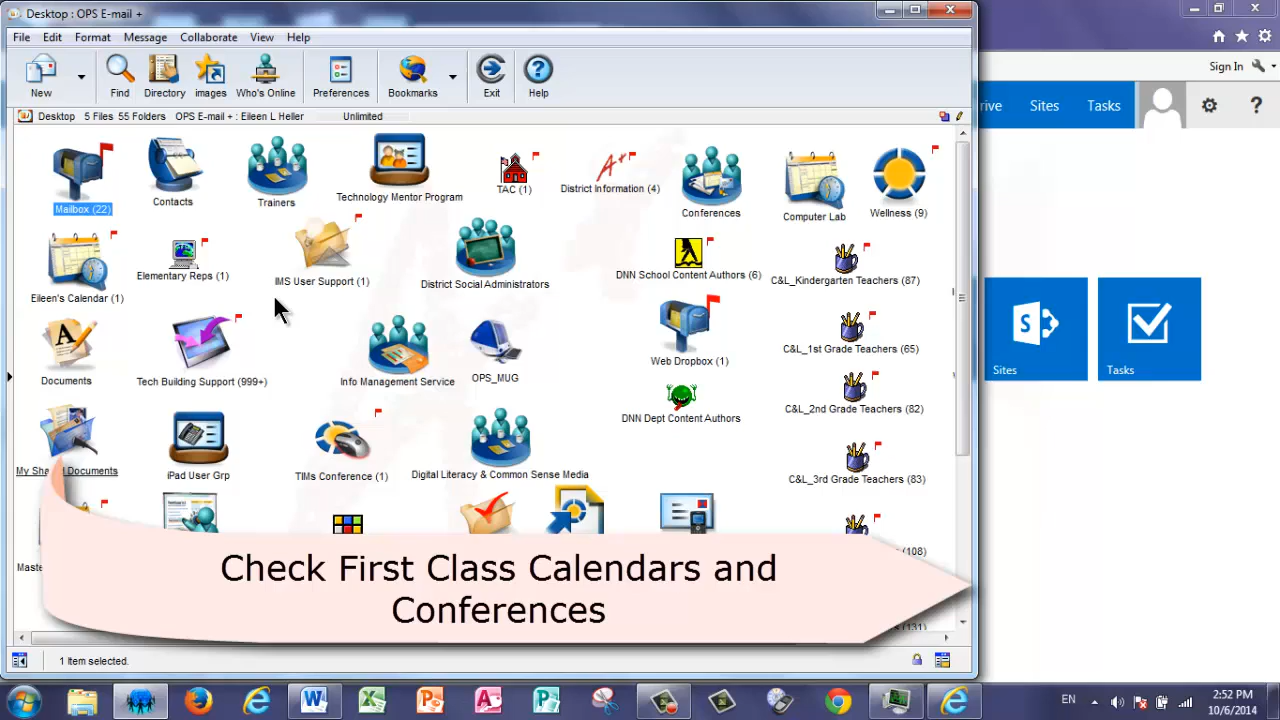 Desktop : OPS E-mail +
File Edit Format Message Collaborate View Help
New Find Directory images Who's Online Preferences Bookmarks Exit Help
Desktop 5 Files 55 Folders OPS E-mail + : Eileen L Heller Unlimited
Sign In
rive Sites Tasks
Mailbox (22)
Contacts
Trainers
Technology Mentor Program
TAC (1)
District Information (4)
Conferences
Computer Lab
Wellness (9)
Eileen's Calendar (1)
Elementary Reps (1)
IMS User Support (1)
District Social Administrators
DNN School Content Authors (6)
C&L_Kindergarten Teachers (87)
Documents
Tech Building Support (999+)
Info Management Service
OPS_MUG
Web Dropbox (1)
C&L_1st Grade Teachers (65)
DNN Dept Content Authors
C&L_2nd Grade Teachers (82)
My Sha Documents
iPad User Grp
TIMs Conference (1)
Digital Literacy & Common Sense Media
C&L_3rd Grade Teachers (83)
Maste
(108)
(131)
Sites
Tasks
Check First Class Calendars and
Conferences
1 Item selected.
EN
2:52 PM
10/6/2014